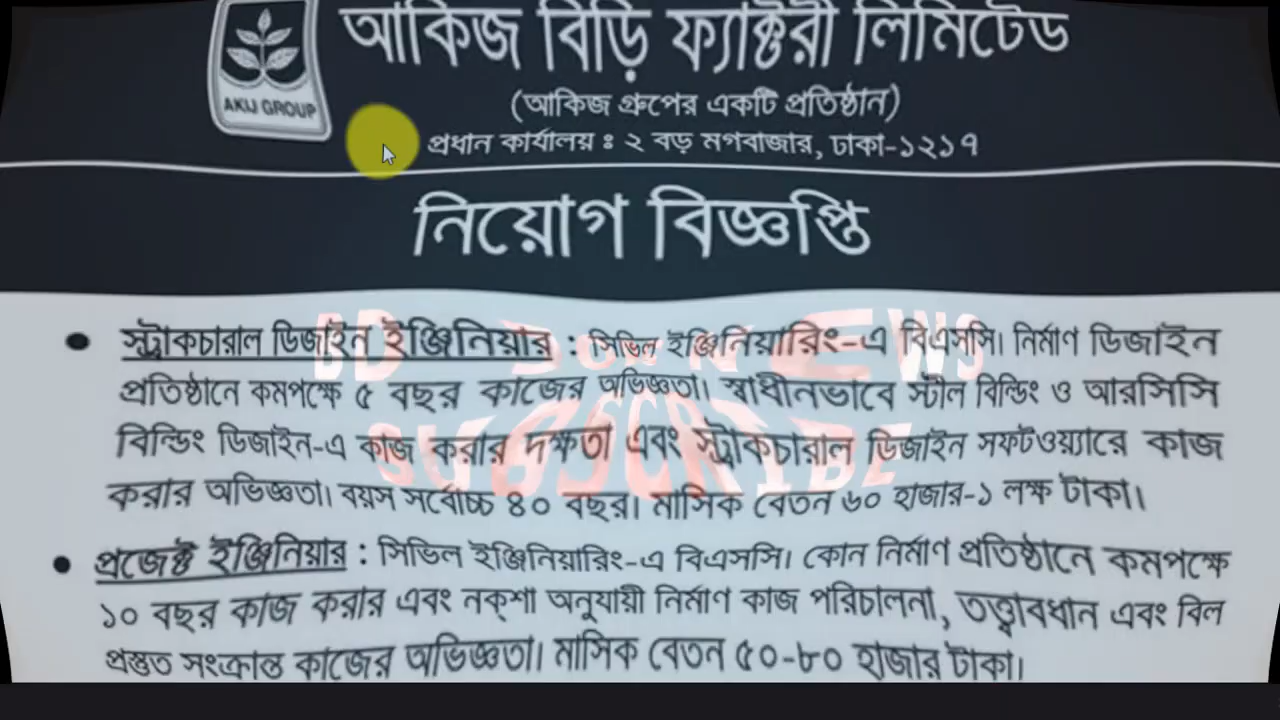 আকিজ বিড়ি ফ্যাক্টরী লিমিটেড
AKIJ GROUP
(আকিজ গ্রুপের একটি প্রতিষ্ঠান)
প্রধান কার্যালয় ঃ ২ বড় মগবাজার, ঢাকা-১২১৭
নিয়োগ বিজ্ঞপ্তি
• স্ট্রাকচারাল ডিজাইন ইঞ্জিনিয়ার : সিভিল ইঞ্জিনিয়ারিং-এ বিএসসি। নির্মাণ ডিজাইন
প্রতিষ্ঠানে কমপক্ষে ৫ বছর কাজের অভিজ্ঞতা। স্বাধীনভাবে স্টীল বিল্ডিং ও আরসিসি
বিল্ডিং ডিজাইন-এ কাজ করার দক্ষতা এবং স্ট্রাকচারাল ডিজাইন সফটওয়্যারে কাজ
করার অভিজ্ঞতা। বয়স সর্বোচ্চ ৪০ বছর। মাসিক বেতন ৬০ হাজার-১ লক্ষ টাকা।
• প্রজেক্ট ইঞ্জিনিয়ার : সিভিল ইঞ্জিনিয়ারিং-এ বিএসসি। কোন নির্মাণ প্রতিষ্ঠানে কমপক্ষে
১০ বছর কাজ করার এবং নক্‌শা অনুযায়ী নির্মাণ কাজ পরিচালনা, তত্ত্বাবধান এবং বিল
প্রস্তুত সংক্রান্ত কাজের অভিজ্ঞতা। মাসিক বেতন ৫০-৮০ হাজার টাকা।
SUBSCRIBE